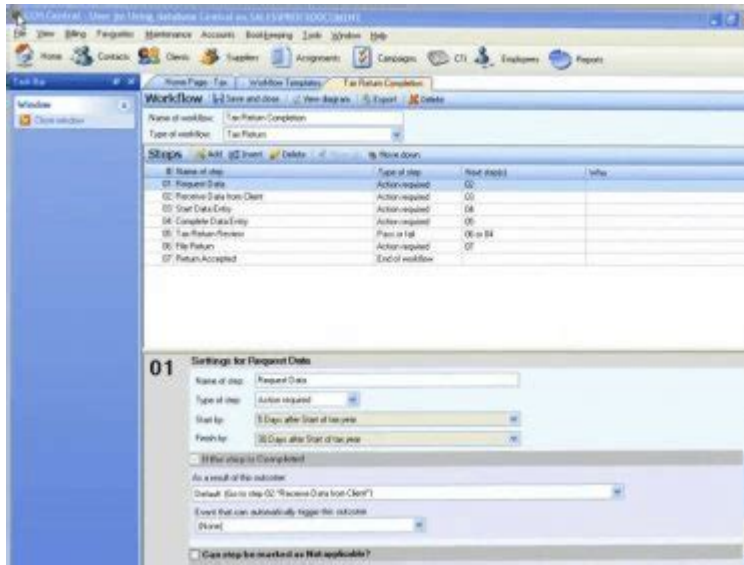 CCH Central - User
File View Billing Favourites Maintenance Accounts Bookkeeping Tools Window Help
Home Contacts Clients Suppliers Assignments Campaigns CTI Employees Reports
Task Bar
Home Page: Tax Workflow Templates Tax Return Completion
Window
Close window
Workflow Save and close View diagram Export Delete
Name of workflow: Tax Return Completion
Type of workflow: Tax Return
Steps Add Insert Delete Move down
Name of step Type of step Next step(s) Who
01 Request Data Action required 02
02 Receive Data from Client Action required 03
03 Start Data Entry Action required 04
04 Complete Data Entry Action required 05
05 Tax Return Review Pass or fail 06 or 04
06 File Return Action required 07
07 Return Accepted End of workflow
01 Settings for Request Data
Name of step: Request Data
Type of step: Action required
Start by: 5 Days after Start of tax year
Finish by: 30 Days after Start of tax year
If the step is Completed
As a result of this outcome:
Default (Go to step 02 "Receive Data from Client")
Event that can automatically trigger this outcome:
(None)
Can step be marked as Not applicable?